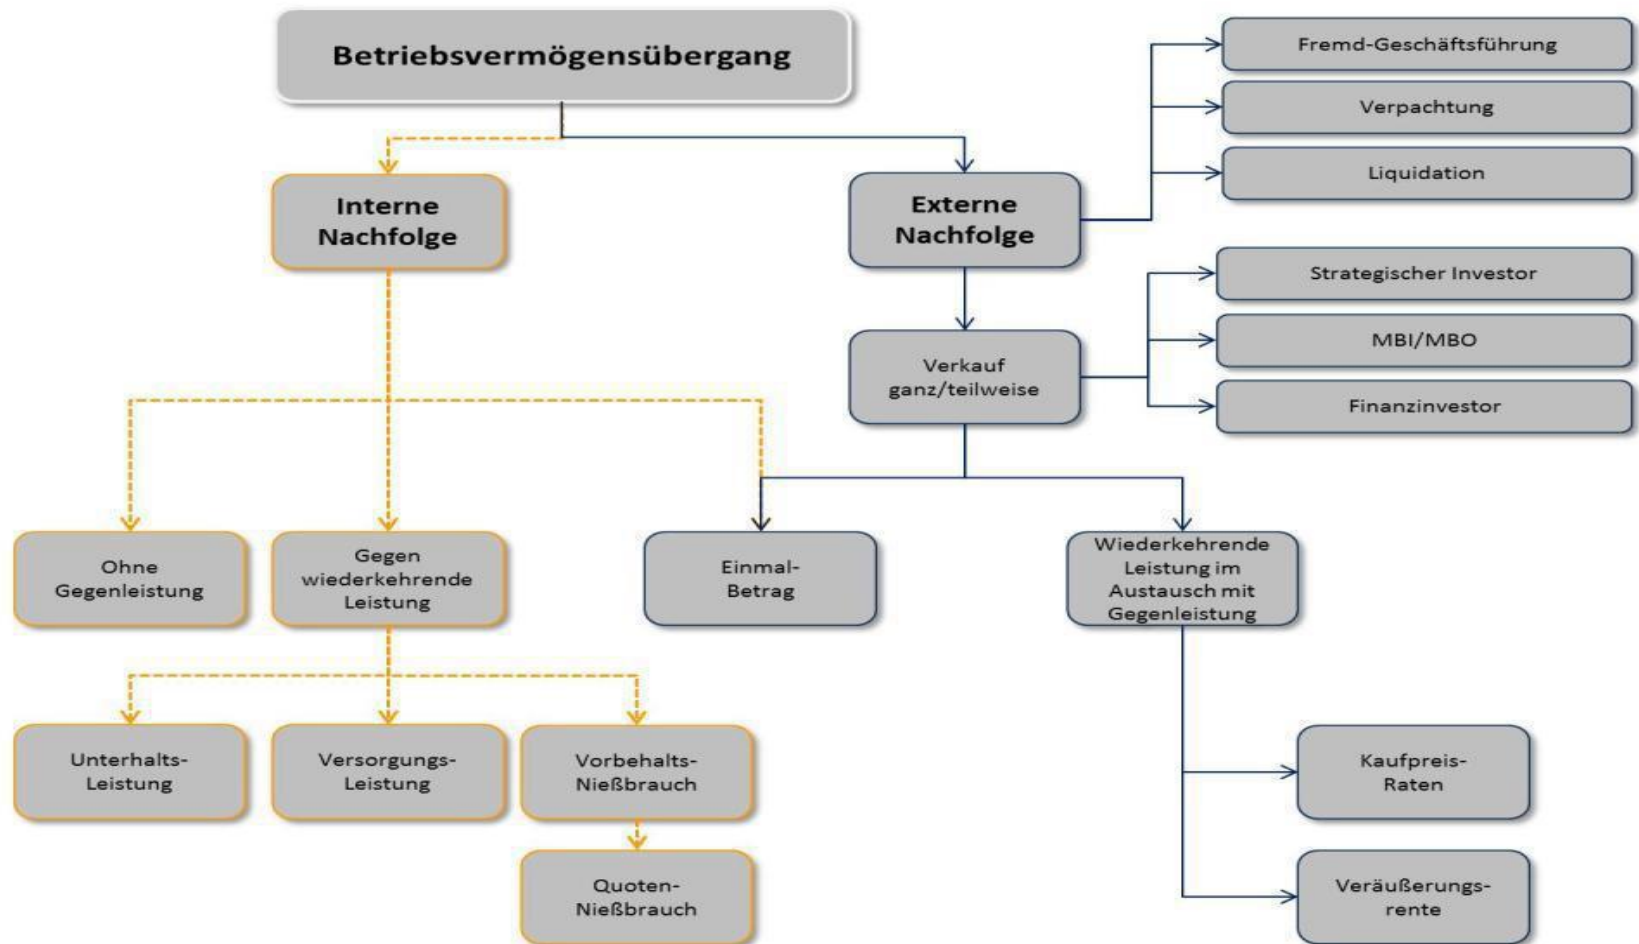 Betriebsvermögensübergang
Fremd-Geschäftsführung
Verpachtung
Liquidation
Interne
Nachfolge
Externe
Nachfolge
Strategischer Investor
MBI/MBO
Finanzinvestor
Verkauf
ganz/teilweise
Ohne
Gegenleistung
Gegen
wiederkehrende
Leistung
Einmal-
Betrag
Wiederkehrende
Leistung im
Austausch mit
Gegenleistung
Unterhalts-
Leistung
Versorgungs-
Leistung
Vorbehalts-
Nießbrauch
Kaufpreis-
Raten
Quoten-
Nießbrauch
Veräußerungs-
rente